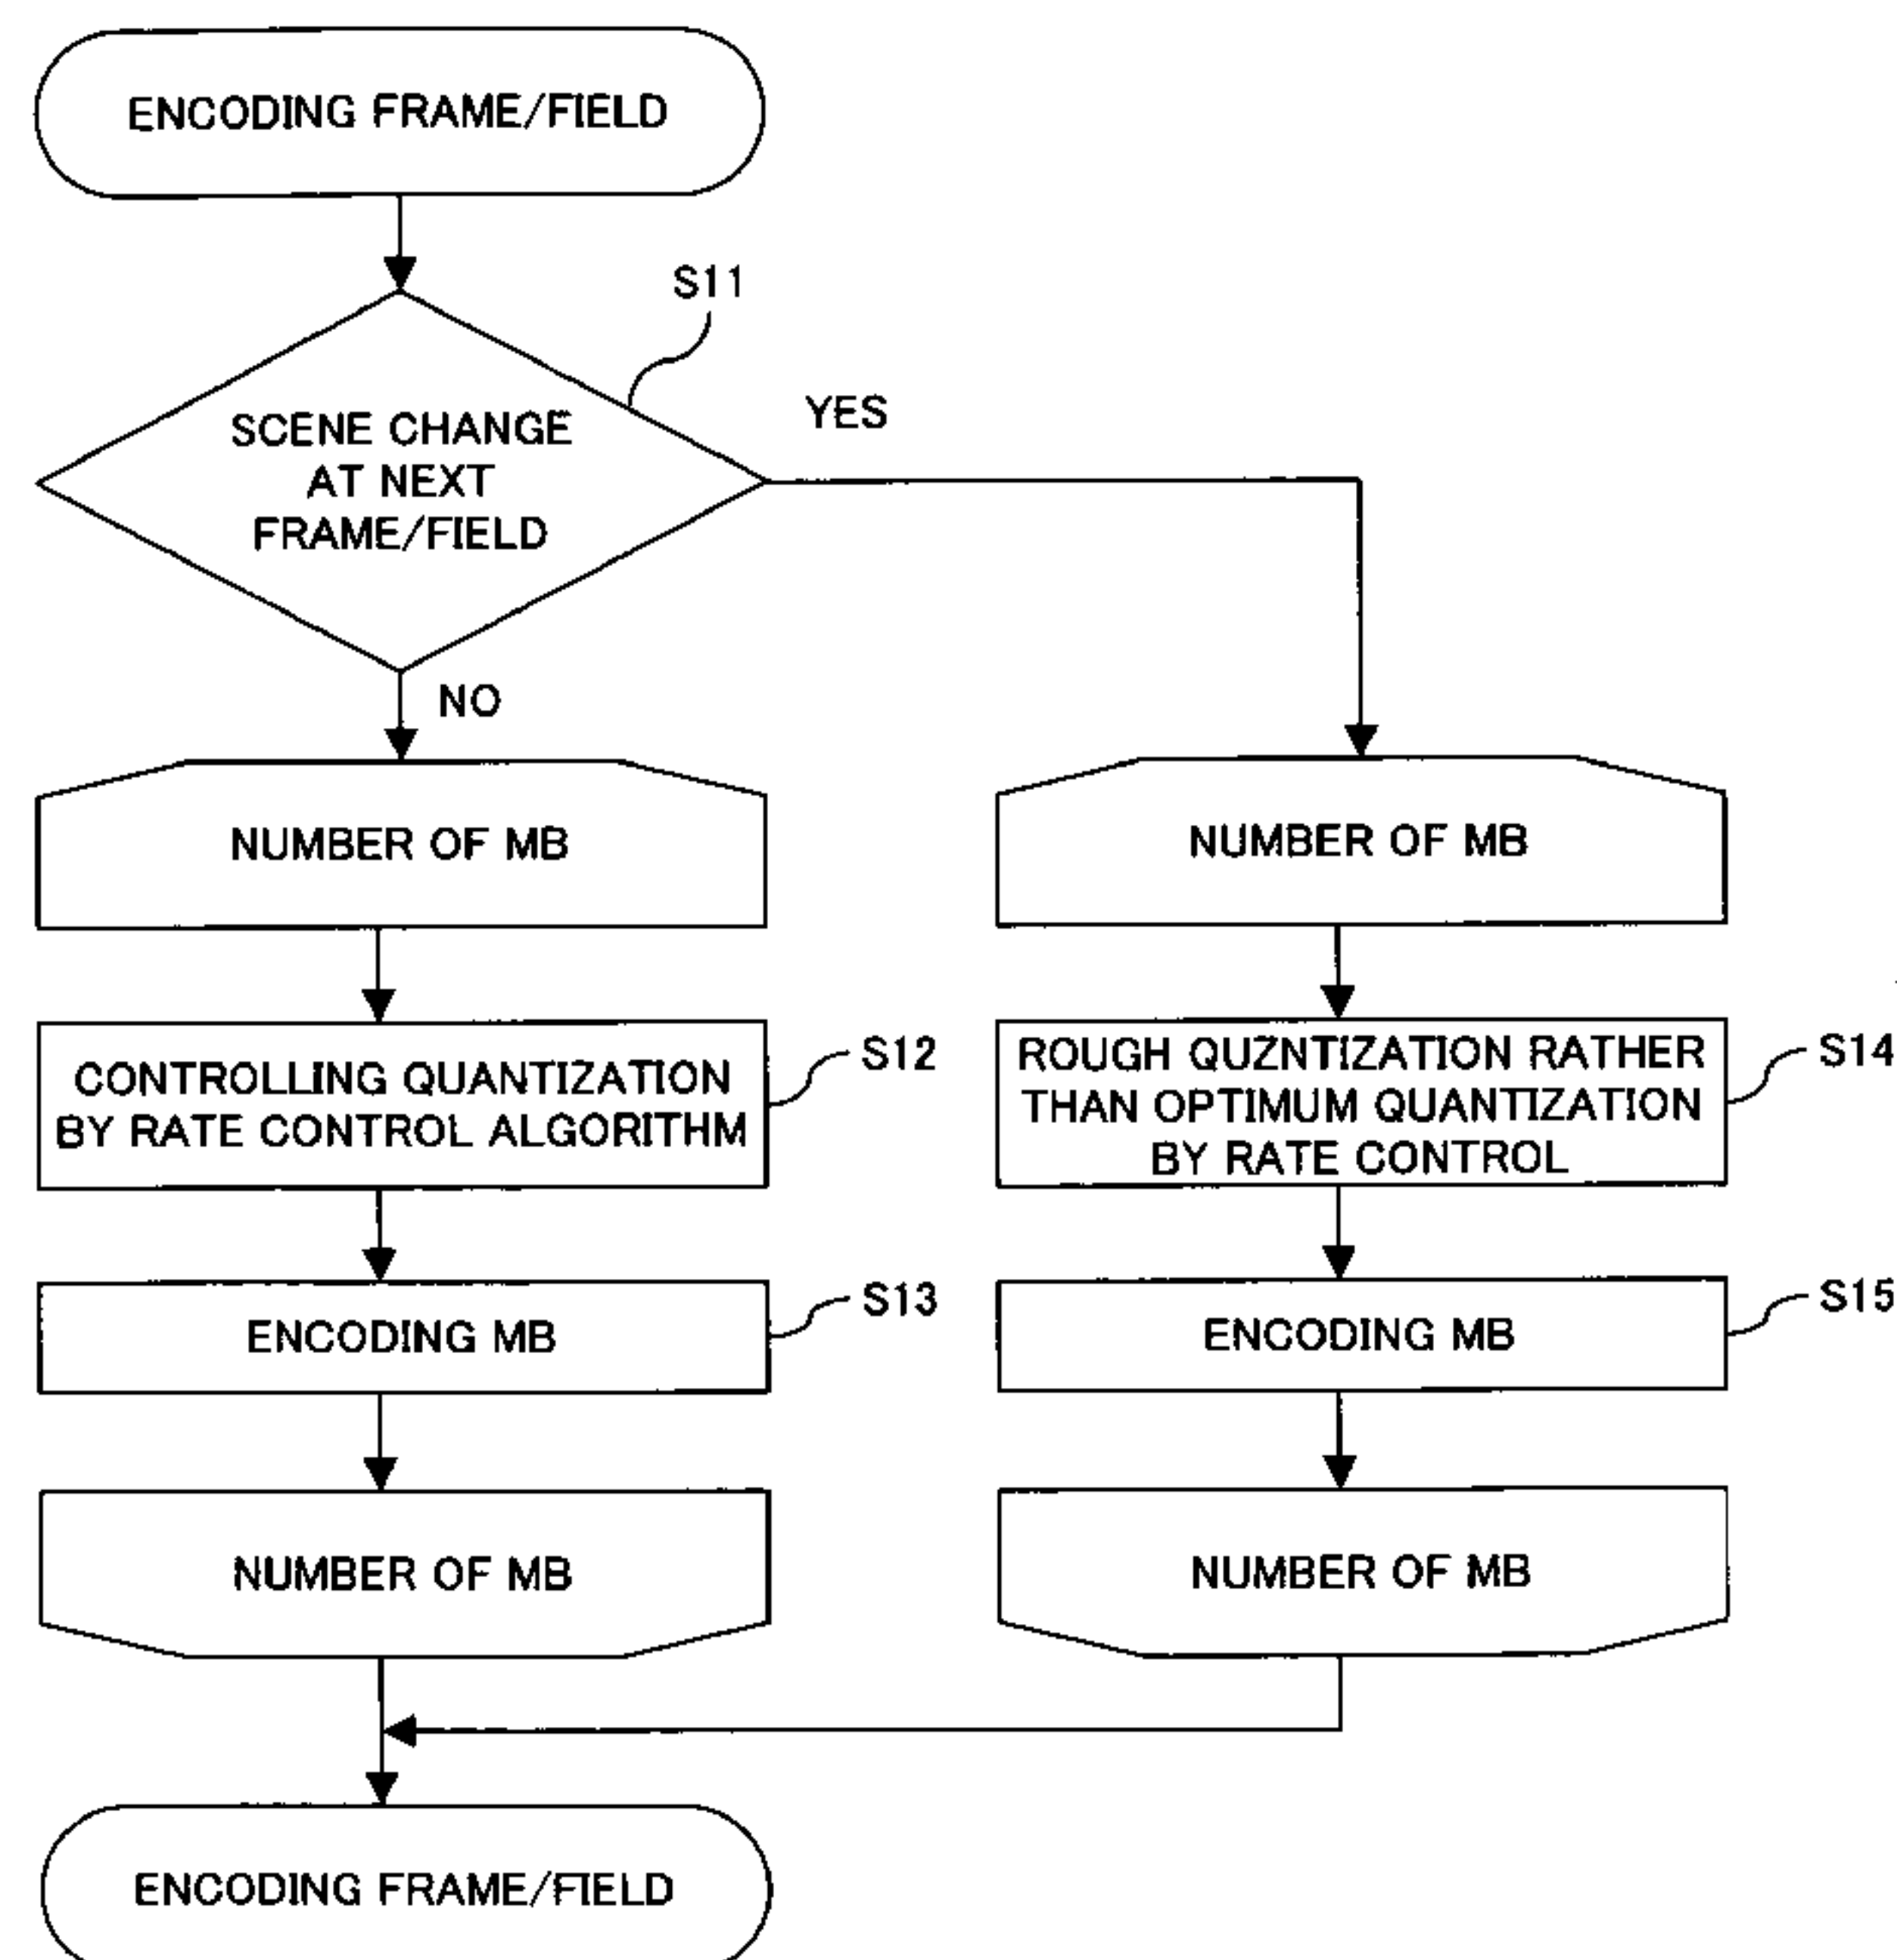 ENCODING FRAME/FIELD
S11
SCENE CHANGE
AT NEXT
FRAME/FIELD
YES
NO
NUMBER OF MB
NUMBER OF MB
CONTROLLING QUANTIZATION
BY RATE CONTROL ALGORITHM
S12
ROUGH QUZNTIZATION RATHER
THAN OPTIMUM QUANTIZATION
BY RATE CONTROL
S14
ENCODING MB
S13
ENCODING MB
S15
NUMBER OF MB
NUMBER OF MB
ENCODING FRAME/FIELD